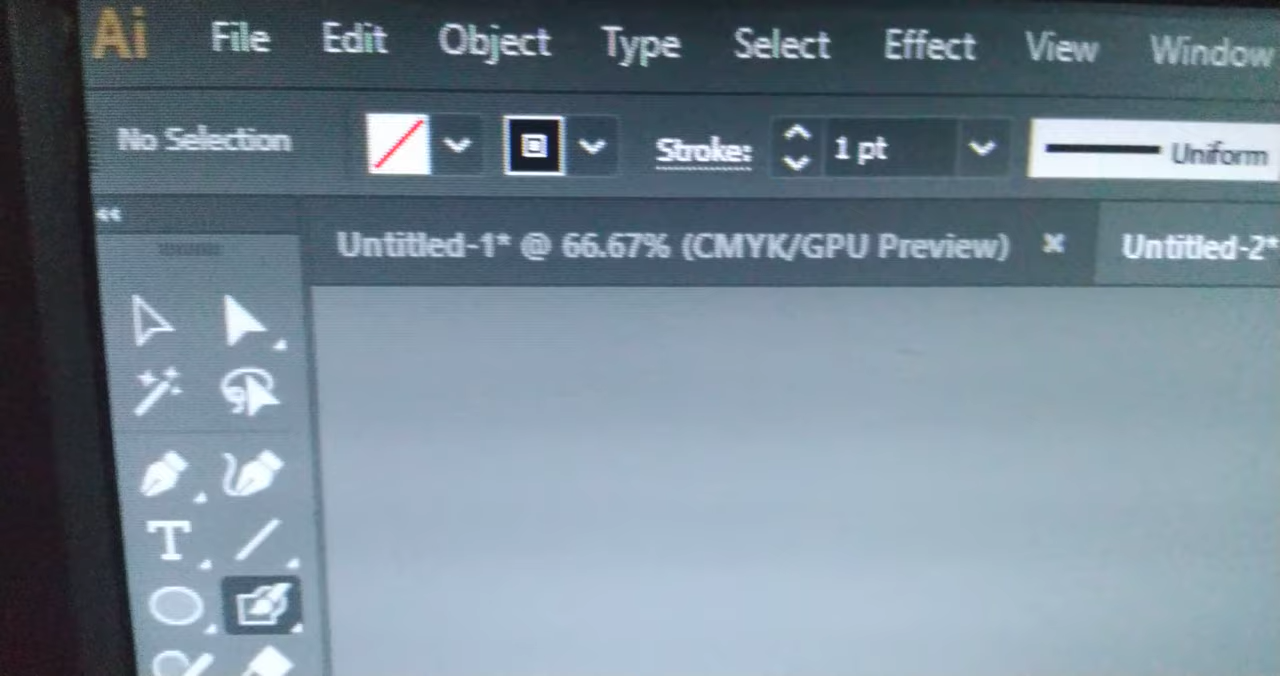 Ai File Edit Object Type Select Effect View Window
No Selection Stroke: 1 pt Uniform
Untitled-1* @ 66.67% (CMYK/GPU Preview) × Untitled-2*
T